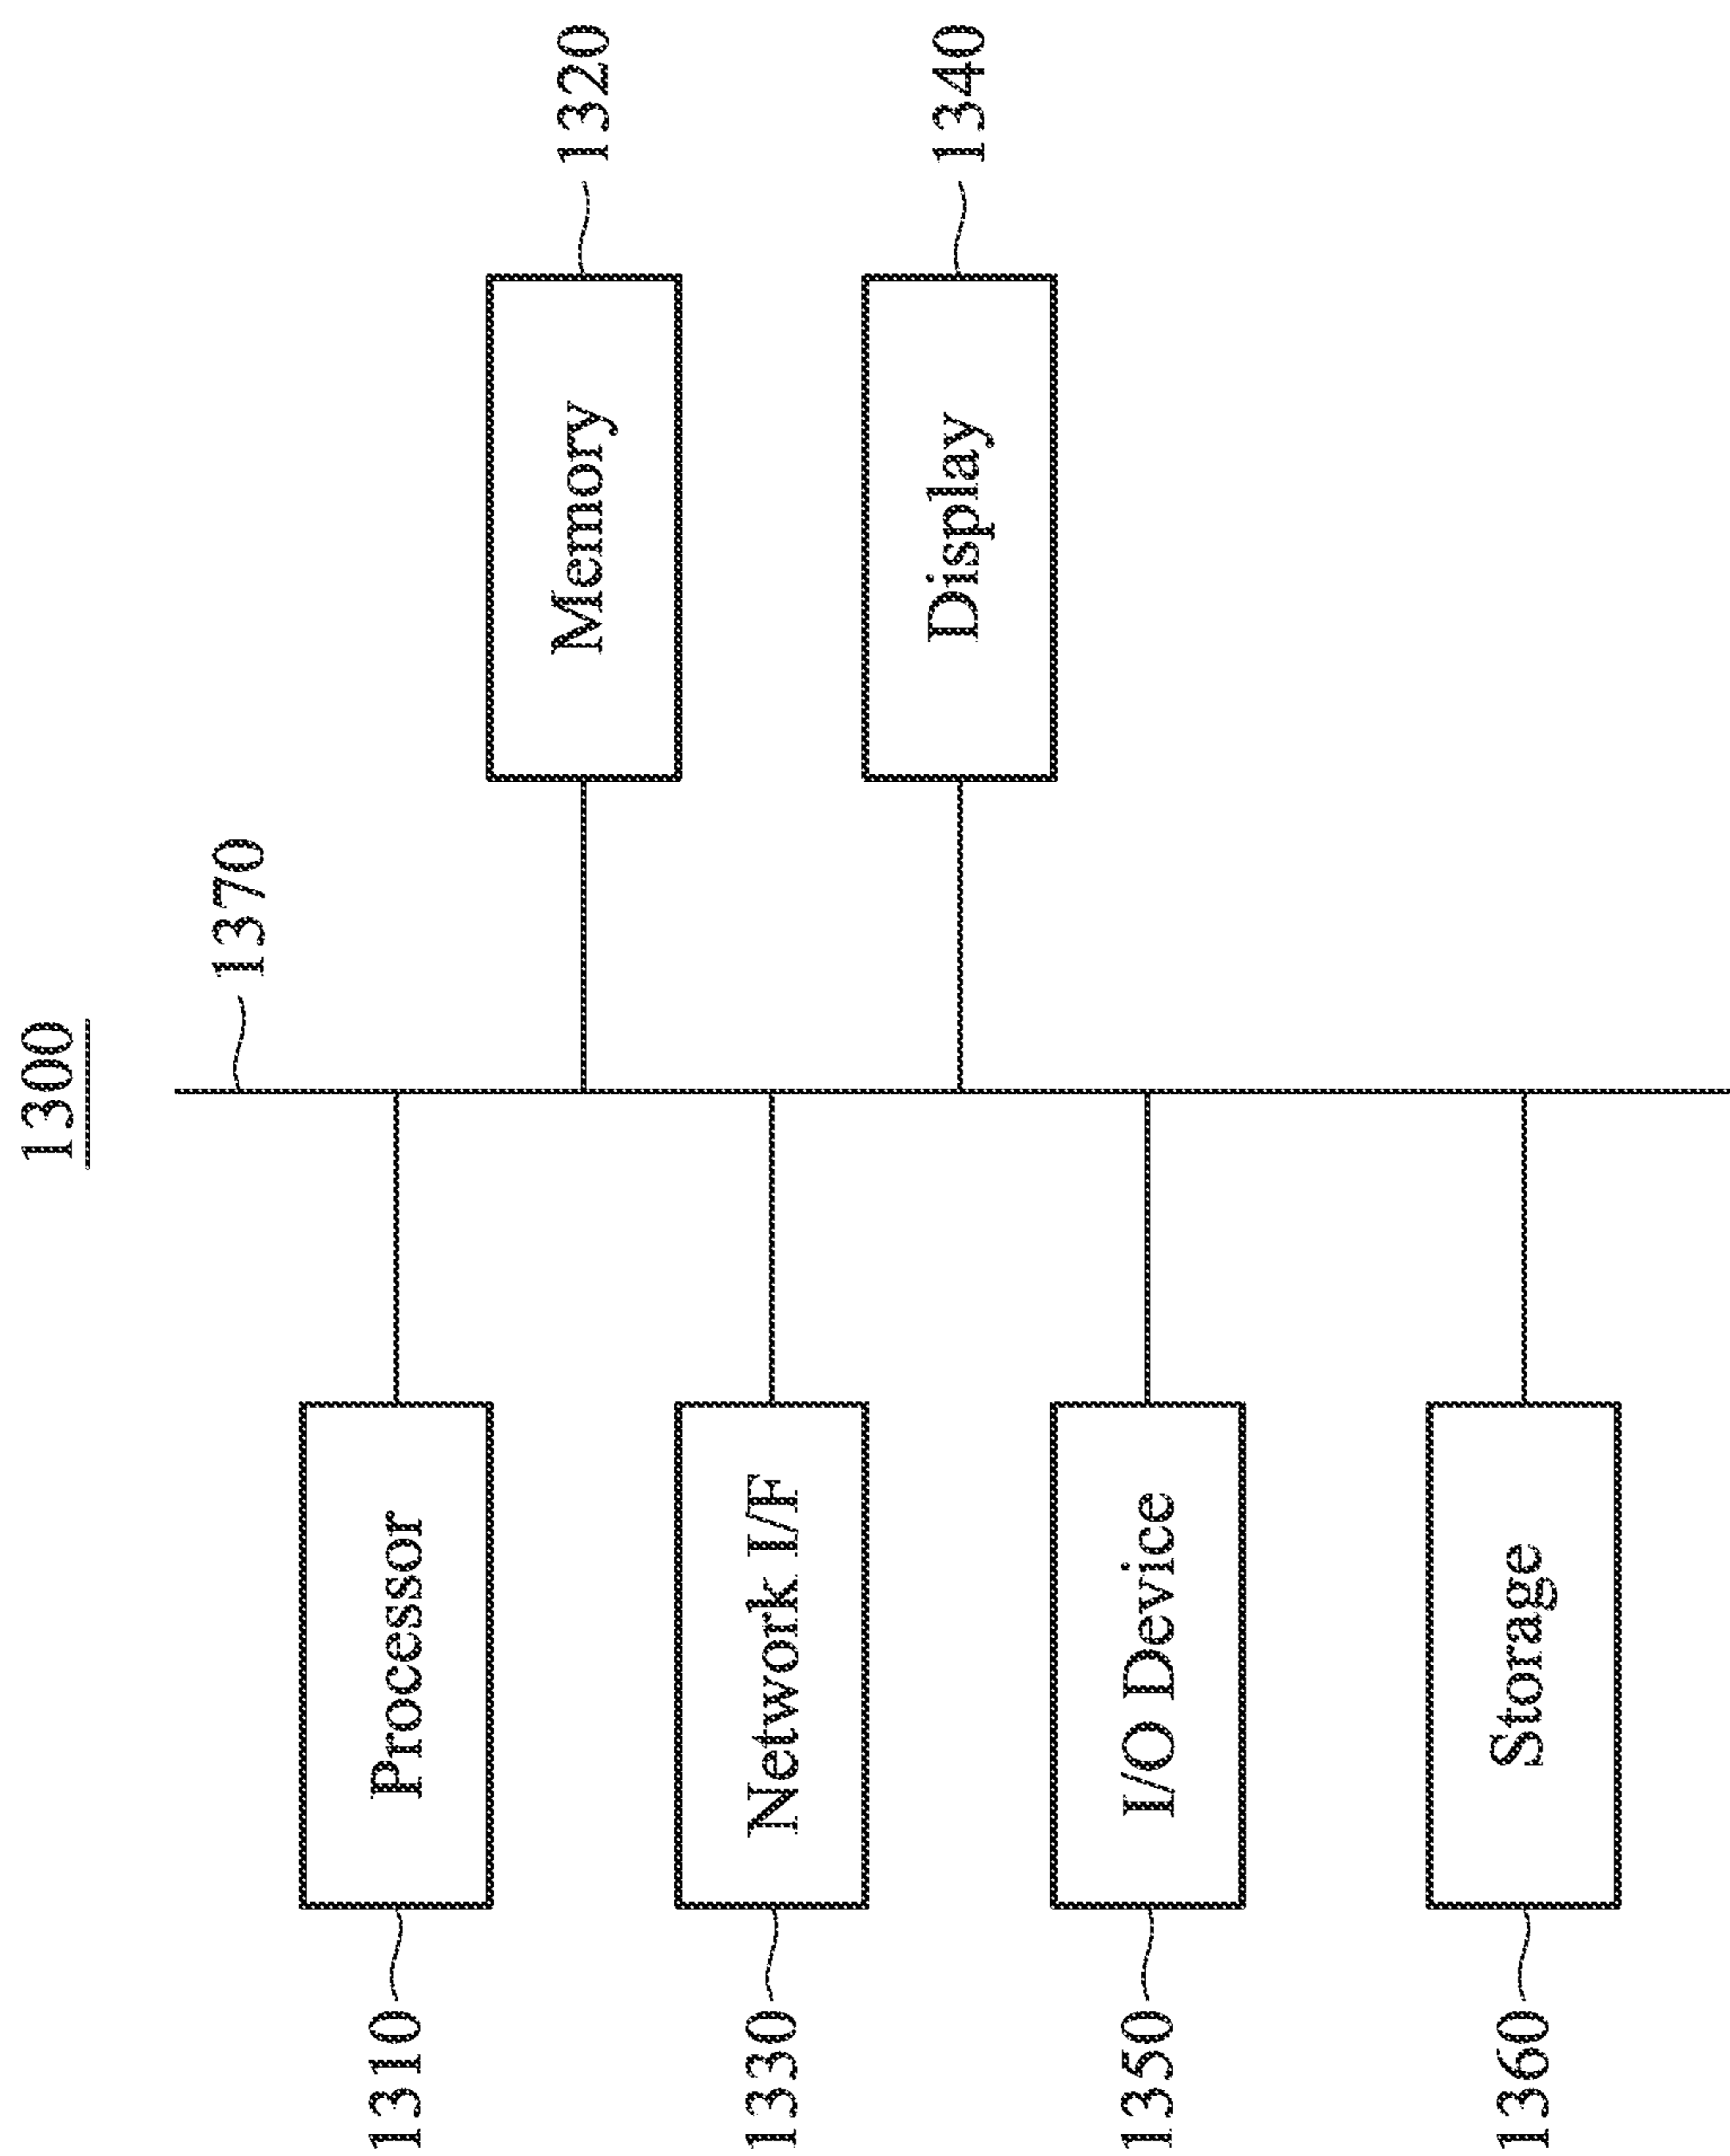 1300
1370
1310
Processor
Memory
1320
1330
Network I/F
Display
1340
1350
I/O Device
1360
Storage